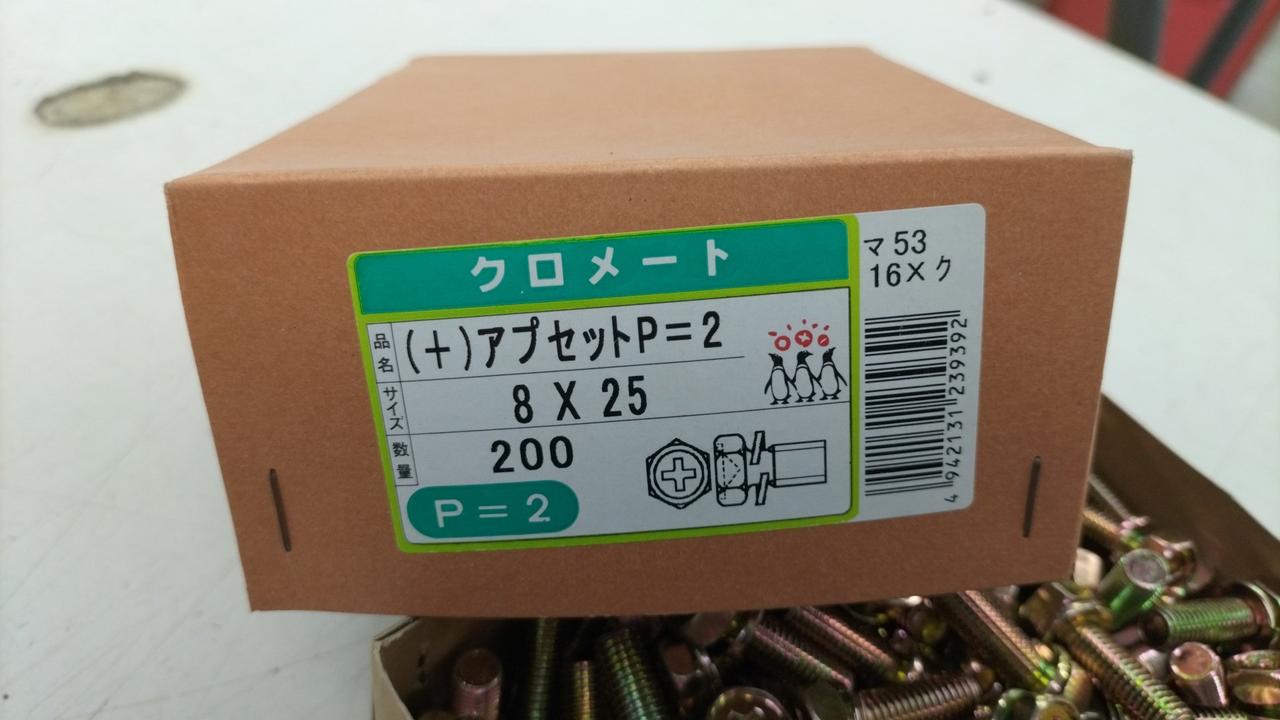 クロメート
品名
(+)アプセットP=2
サイズ
8 X 25
数量
200
P=2
マ53
16×ク
4 942131 239392